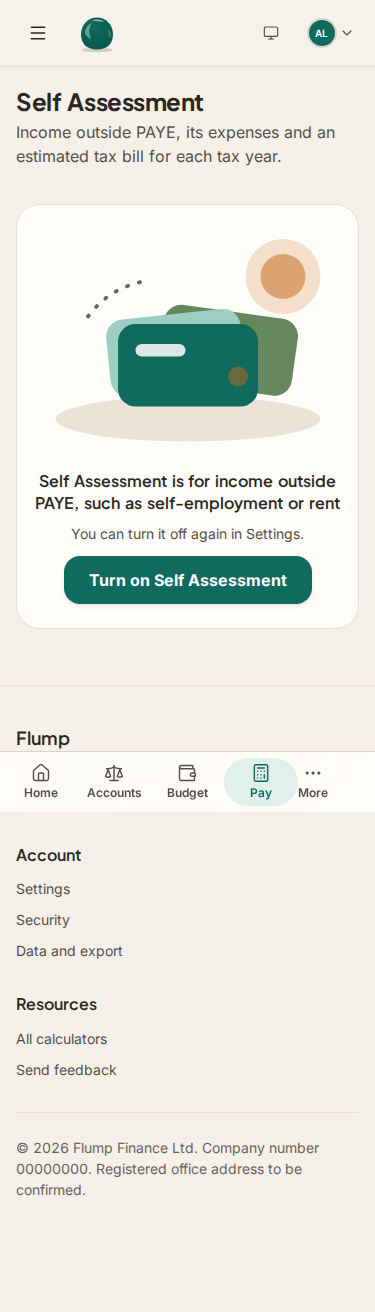 AL
Self Assessment
Income outside PAYE, its expenses and an
estimated tax bill for each tax year.
Self Assessment is for income outside
PAYE, such as self-employment or rent
You can turn it off again in Settings.
Turn on Self Assessment
Flump
Home Accounts Budget Pay More
Account
Settings
Security
Data and export
Resources
All calculators
Send feedback
© 2026 Flump Finance Ltd. Company number
00000000. Registered office address to be
confirmed.